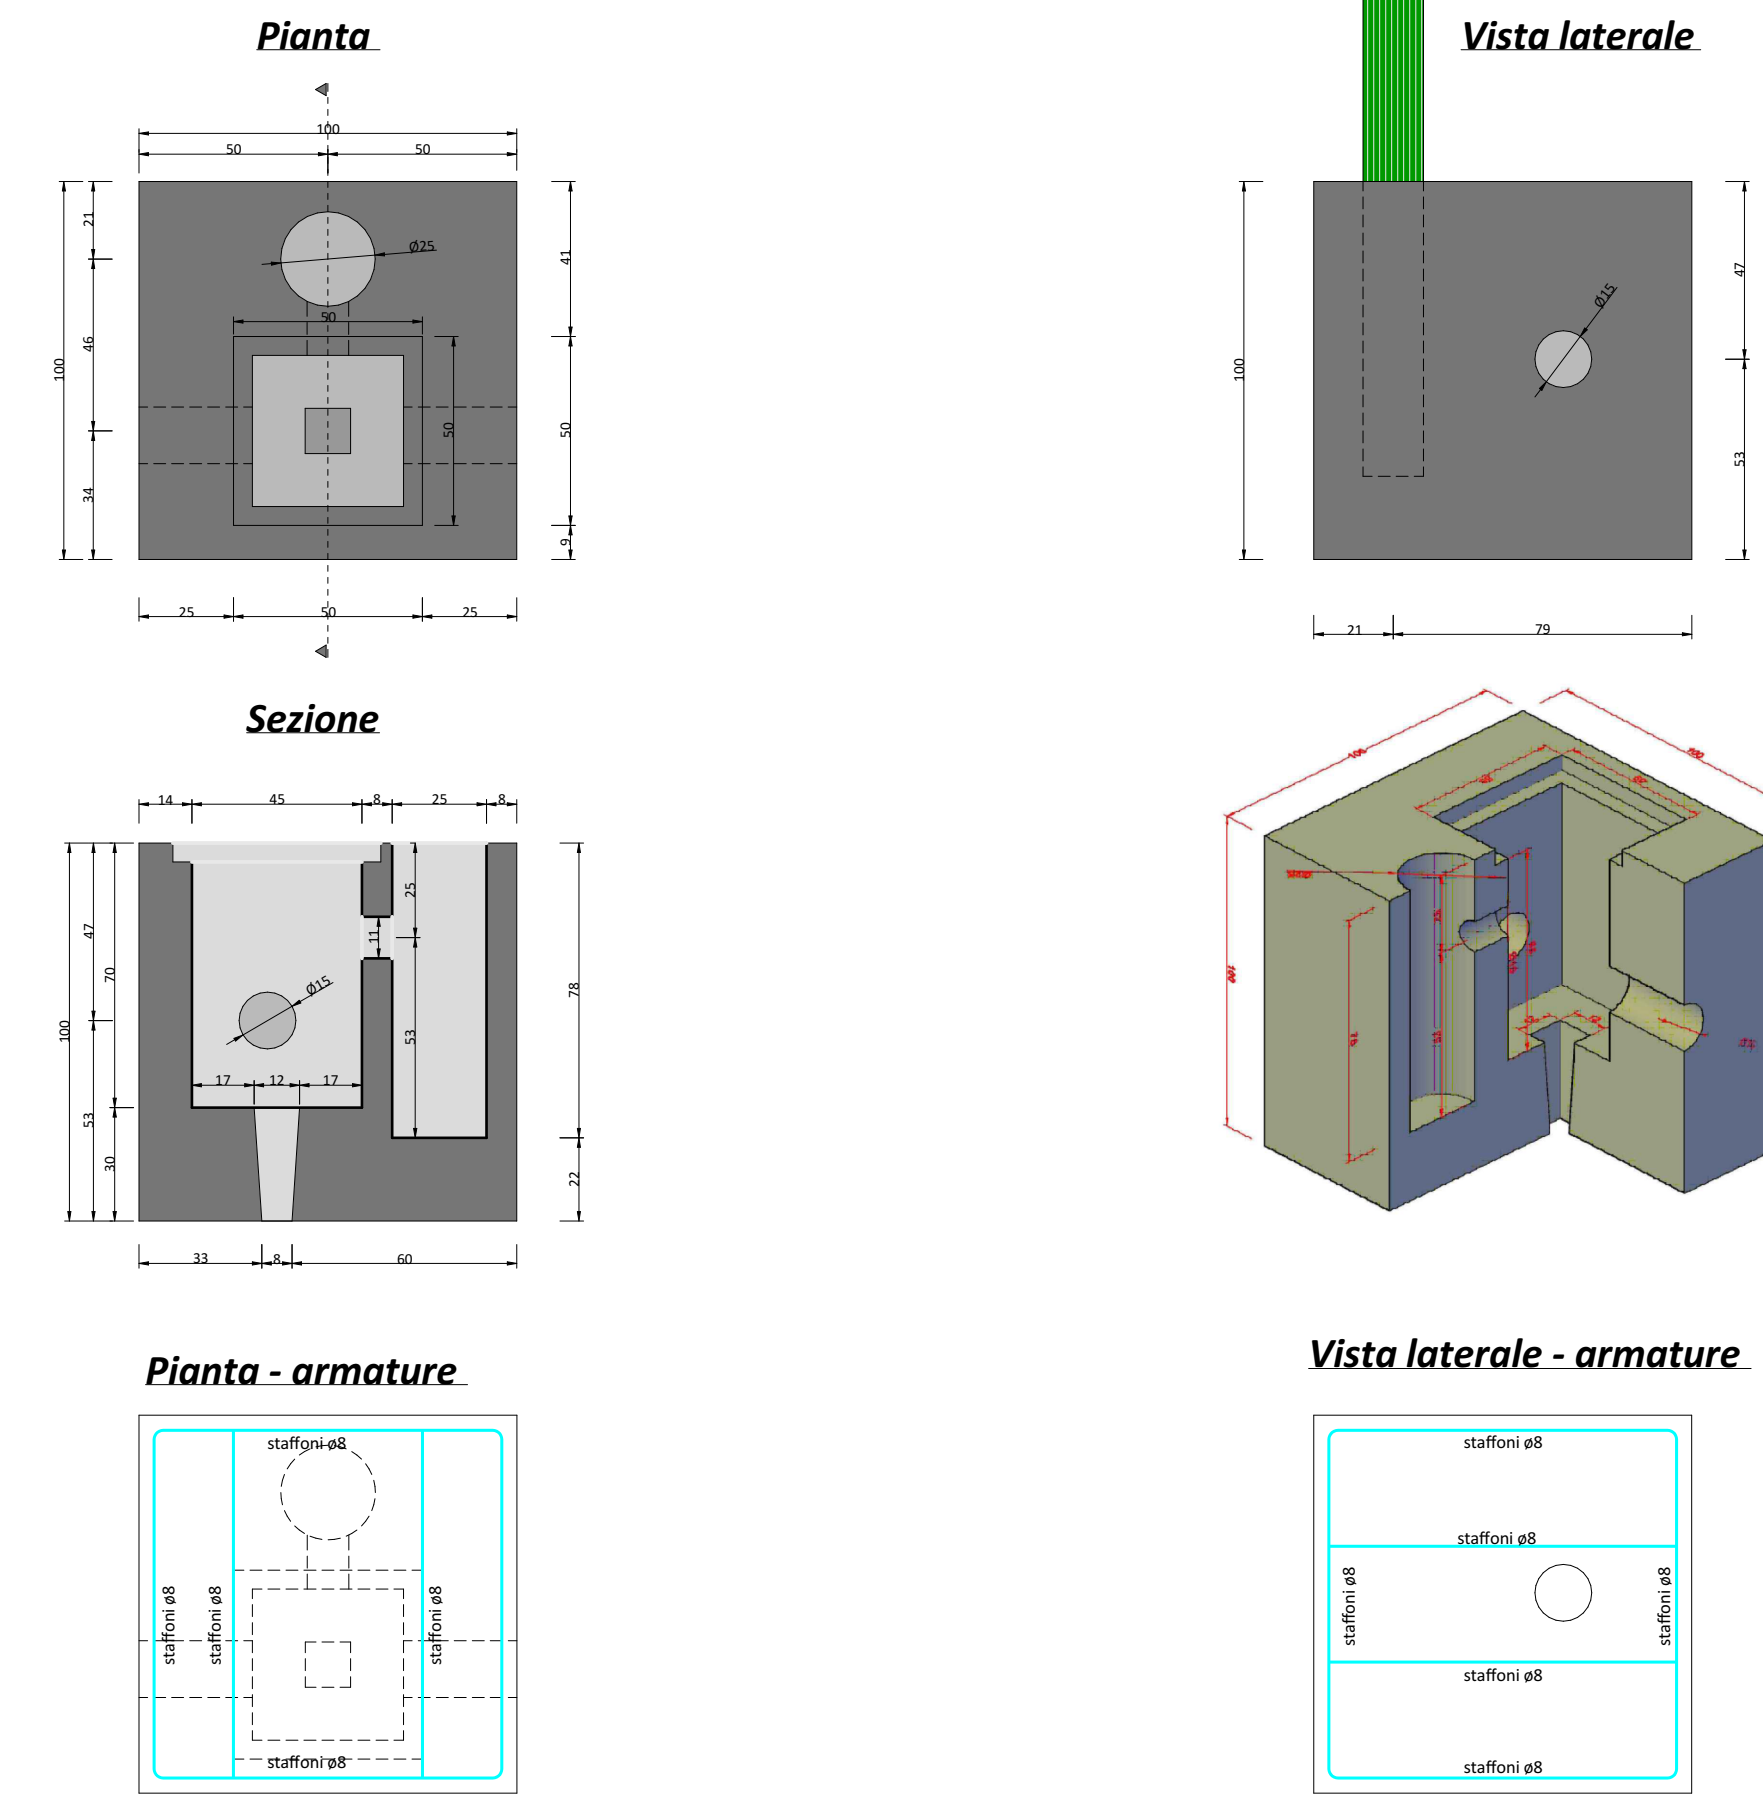 Pianta
Vista laterale
100
50 50
21
Ø25
41
50
46
100
50
50
34
9
25 50 25
47
Ø15
100
53
21 79
Sezione
14 45 8 25 8
25
47
11
70
Ø15
78
100
53
17 12 17
53
30
22
33 8 60
100
Pianta - armature
Vista laterale - armature
staffoni ø8
staffoni ø8
staffoni ø8
staffoni ø8
staffoni ø8
staffoni ø8
staffoni ø8
staffoni ø8
staffoni ø8
staffoni ø8
staffoni ø8